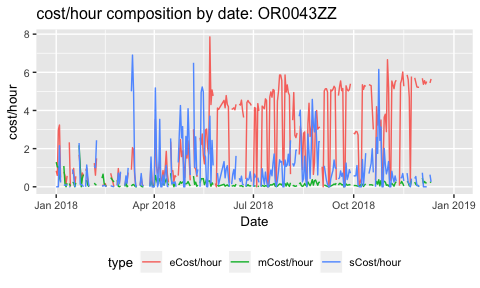 cost/hour composition by date: OR0043ZZ
8
6
4
2
0
cost/hour
Jan 2018 Apr 2018 Jul 2018 Oct 2018 Jan 2019
Date
type eCost/hour mCost/hour sCost/hour